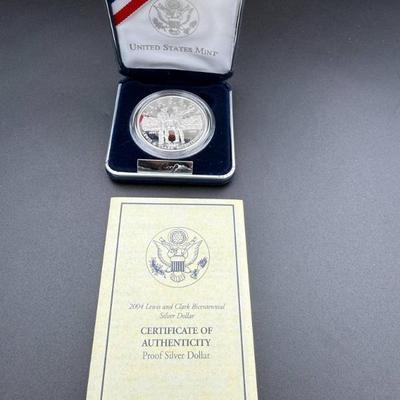 UNITED STATES MINT
2004 Lewis and Clark Bicentennial
Silver Dollar
CERTIFICATE OF
AUTHENTICITY
Proof Silver Dollar